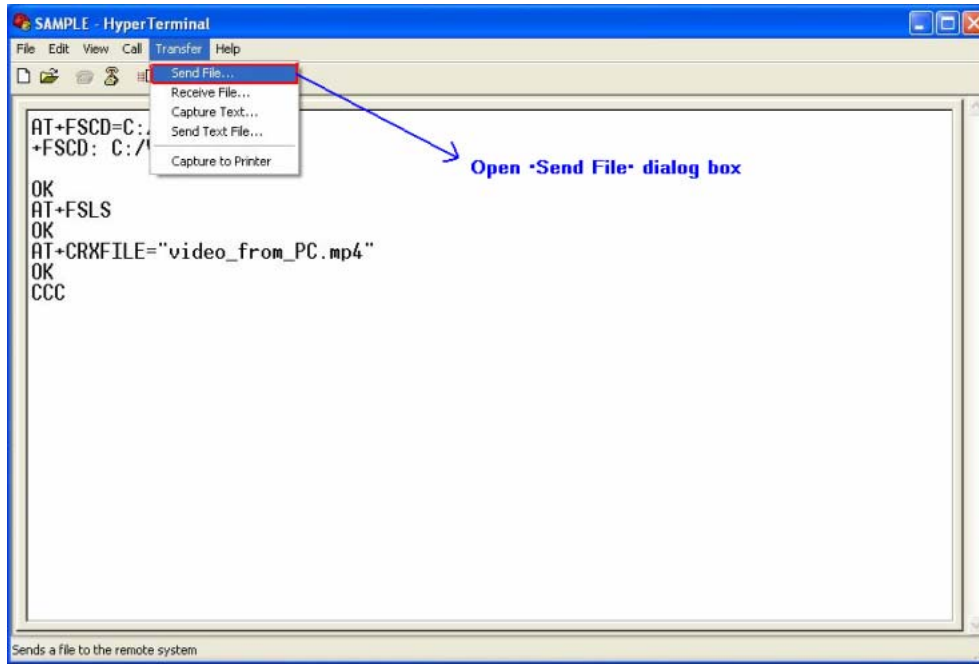 SAMPLE - HyperTerminal
File Edit View Call Transfer Help
Send File...
Receive File...
Capture Text...
Send Text File...
Capture to Printer
AT+FSCD=C:/
+FSCD: C:/
OK
AT+FSLS
OK
AT+CRXFILE="video_from_PC.mp4"
OK
CCC
Open •Send File• dialog box
Sends a file to the remote system